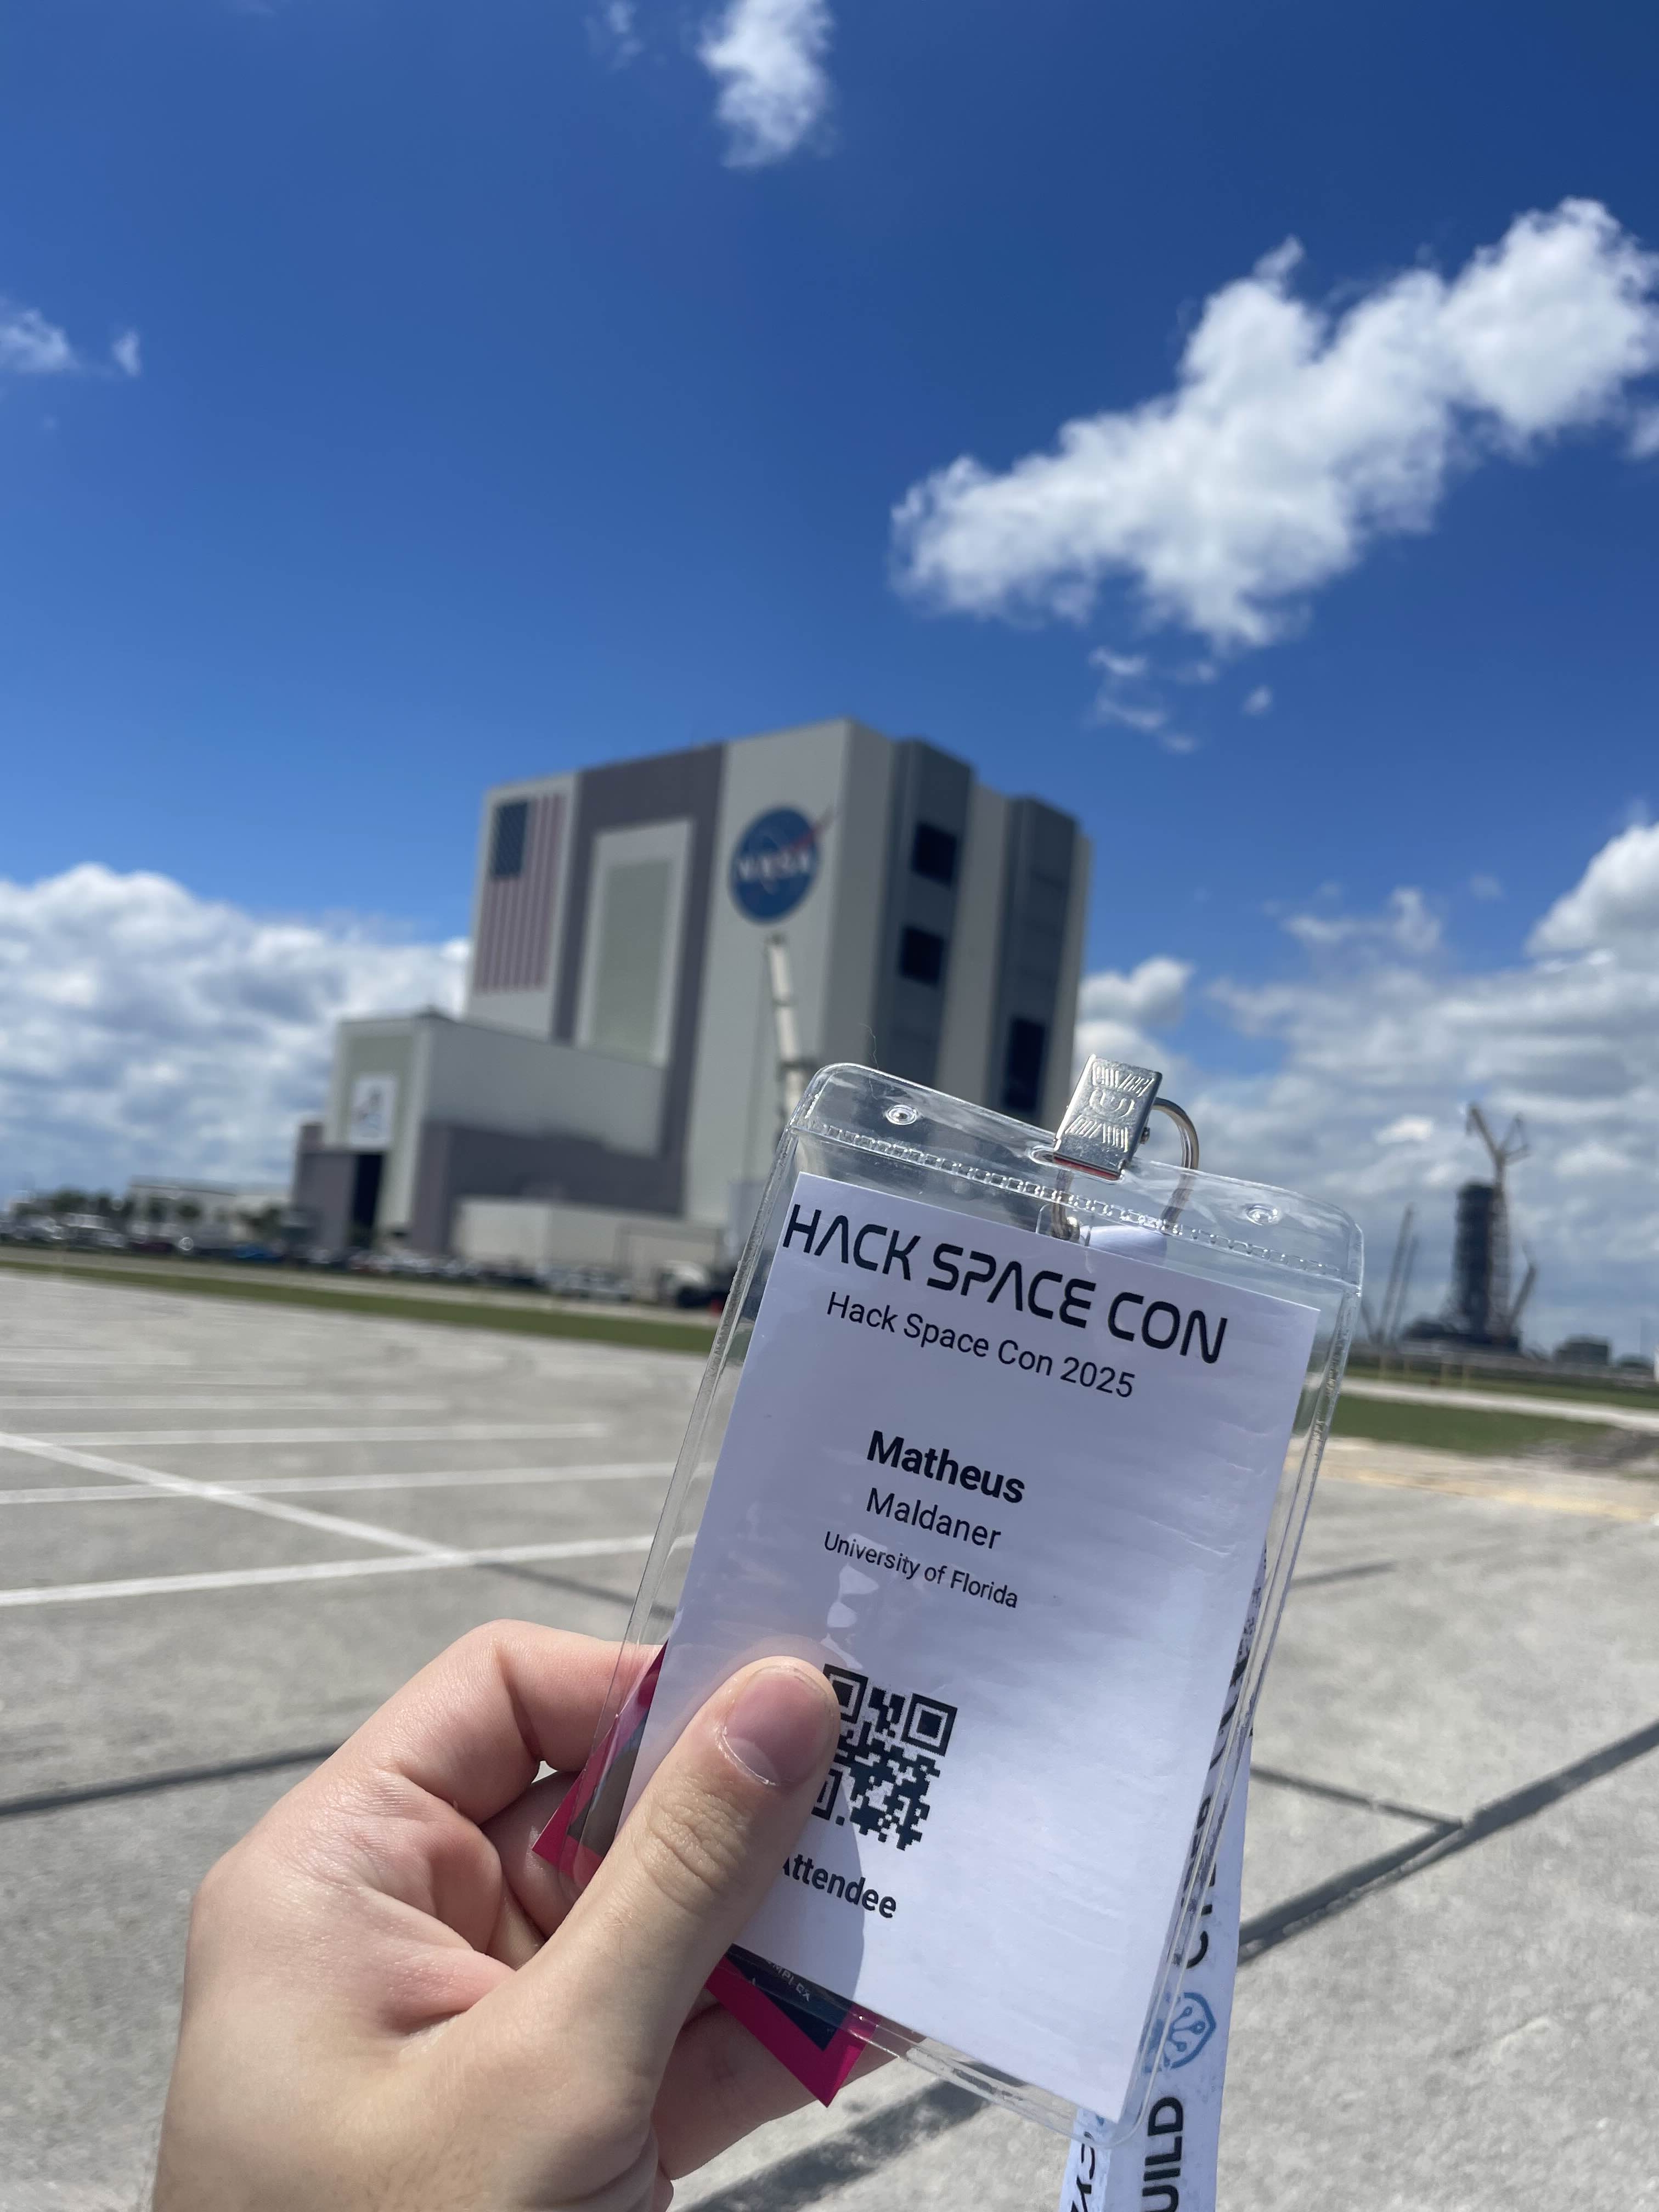 NASA
HACK SPACE CON
Hack Space Con 2025
Matheus
Maldaner
University of Florida
Attendee